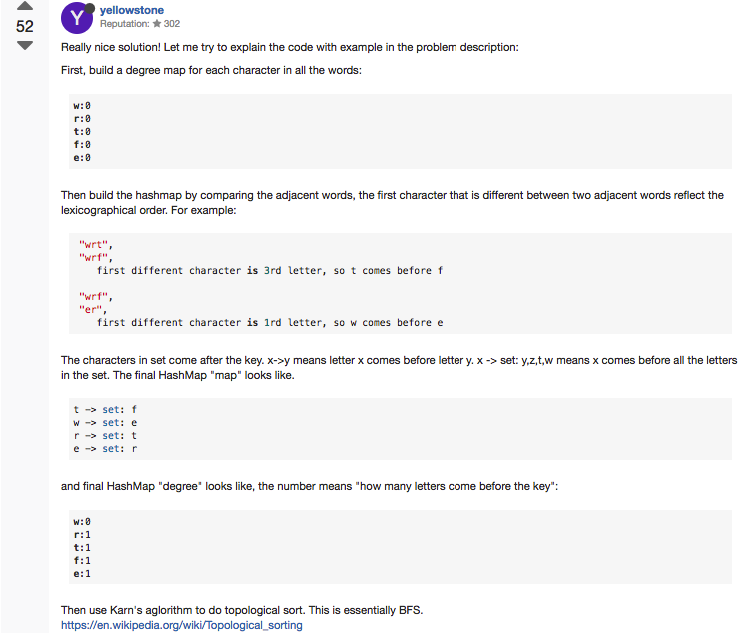 yellowstone
52
Y
Reputation: ★ 302
Really nice solution! Let me try to explain the code with example in the problem description:
First, build a degree map for each character in all the words:
w:0
r:0
t:0
f:0
e:0
Then build the hashmap by comparing the adjacent words, the first character that is different between two adjacent words reflect the
lexicographical order. For example:
"wrt",
"wrf",
first different character is 3rd letter, so t comes before f
"wrf",
"er",
first different character is 1rd letter, so w comes before e
The characters in set come after the key. x->y means letter x comes before letter y. x -> set: y,z,t,w means x comes before all the letters
in the set. The final HashMap "map" looks like.
t -> set: f
w -> set: e
r -> set: t
e -> set: r
and final HashMap "degree" looks like, the number means "how many letters come before the key":
w:0
r:1
t:1
f:1
e:1
Then use Karn's aglorithm to do topological sort. This is essentially BFS.
https://en.wikipedia.org/wiki/Topological_sorting